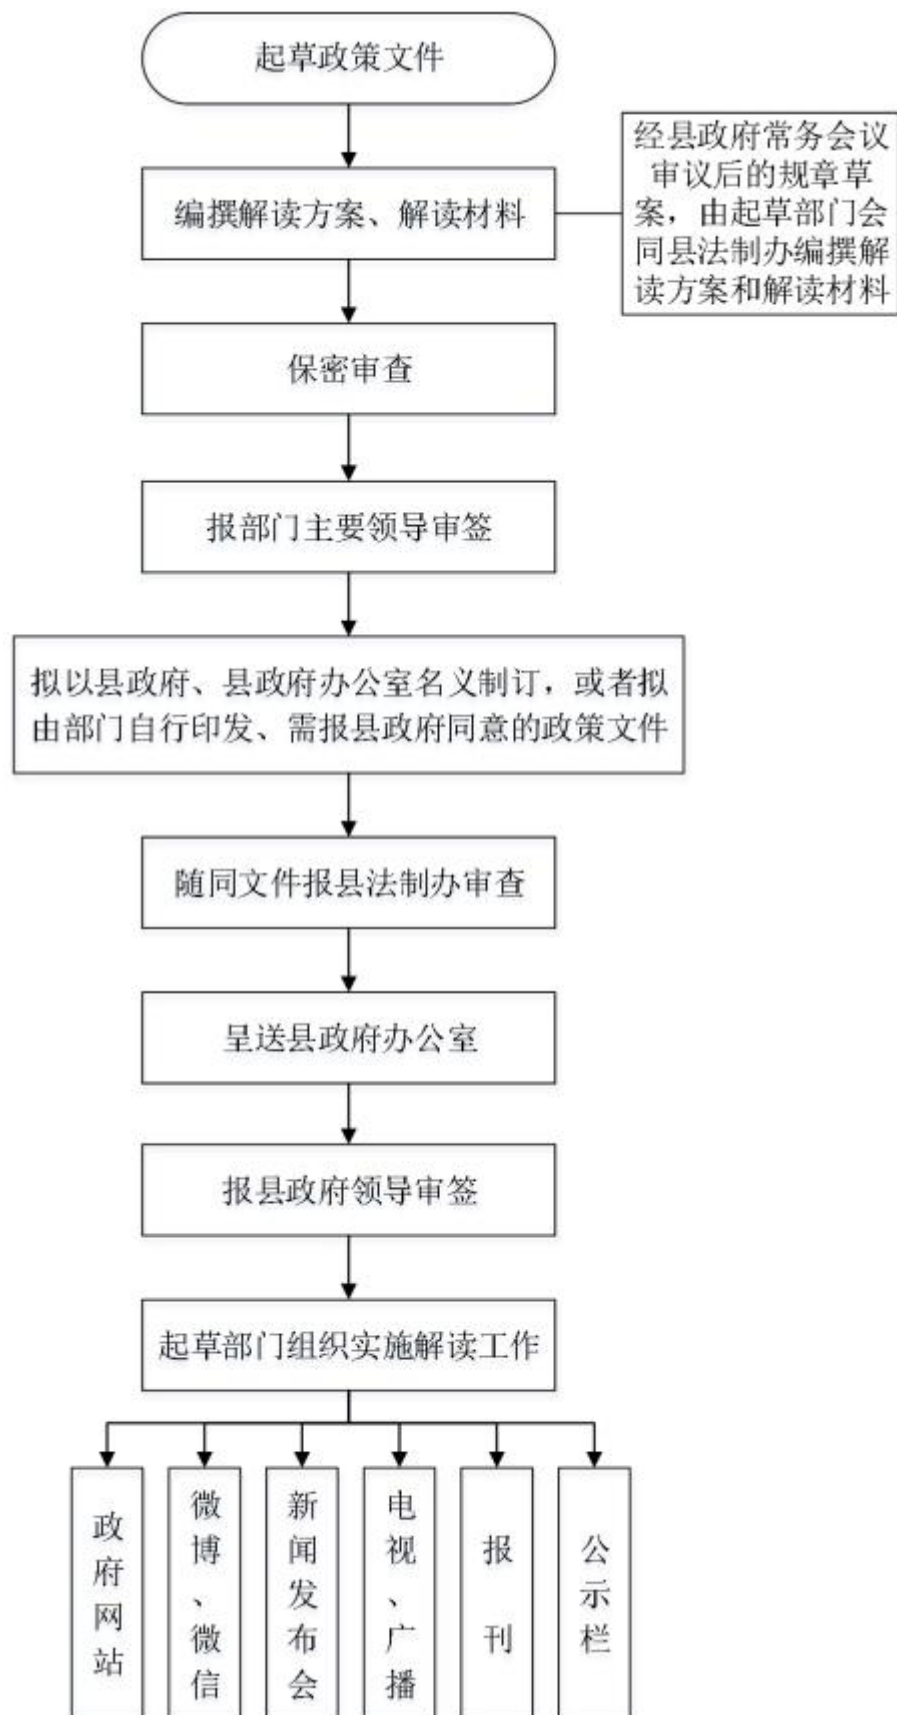 起草政策文件
经县政府常务会议
审议后的规章草
案，由起草部门会
同县法制办编撰解
读方案和解读材料
编撰解读方案、解读材料
保密审查
报部门主要领导审签
拟以县政府、县政府办公室名义制订，或者拟
由部门自行印发、需报县政府同意的政策文件
随同文件报县法制办审查
呈送县政府办公室
报县政府领导审签
起草部门组织实施解读工作
政府网站
微博、微信
新闻发布会
电视、广播
报刊
公示栏